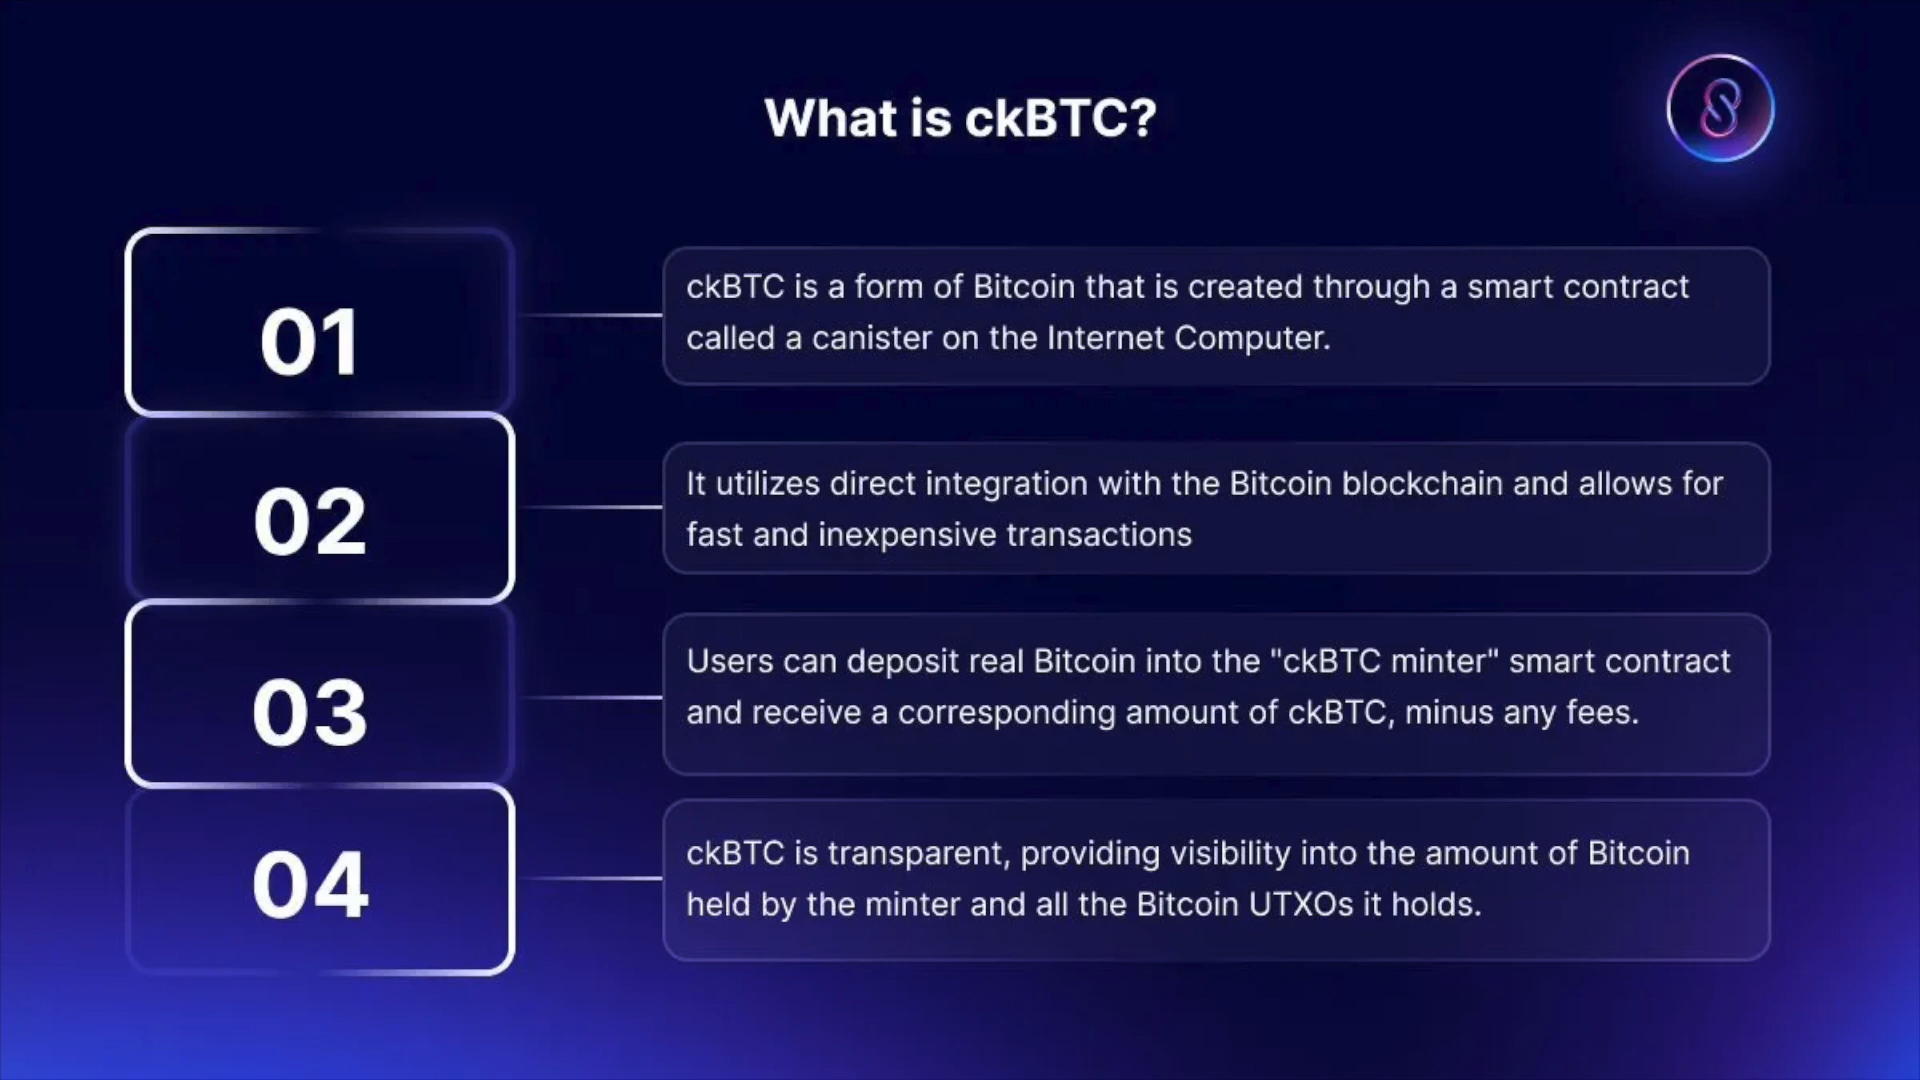 What is ckBTC?
01
ckBTC is a form of Bitcoin that is created through a smart contract
called a canister on the Internet Computer.
02
It utilizes direct integration with the Bitcoin blockchain and allows for
fast and inexpensive transactions
03
Users can deposit real Bitcoin into the "ckBTC minter" smart contract
and receive a corresponding amount of ckBTC, minus any fees.
04
ckBTC is transparent, providing visibility into the amount of Bitcoin
held by the minter and all the Bitcoin UTXOs it holds.